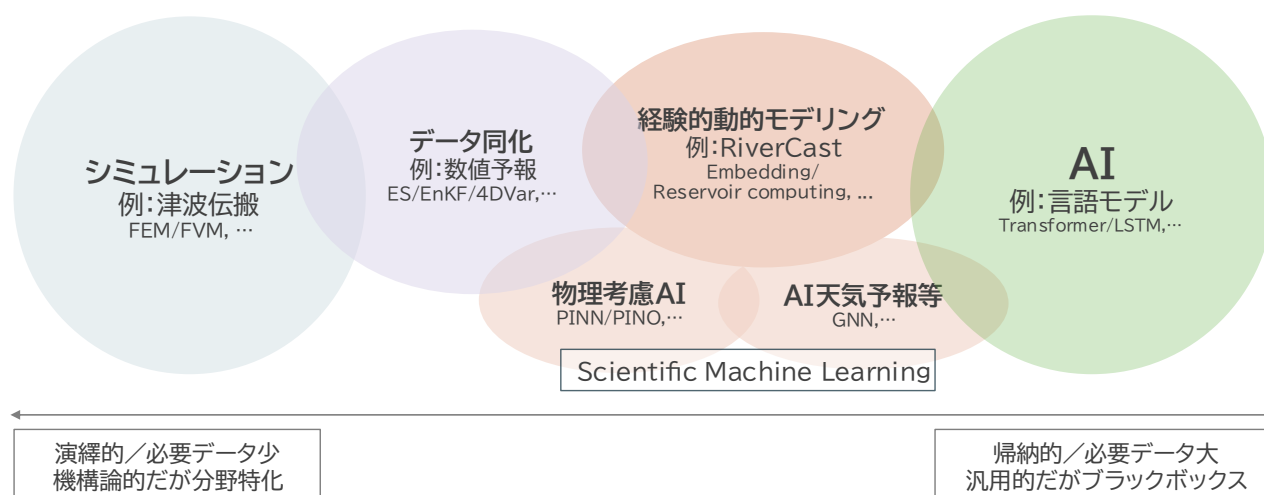 シミュレーション
例：津波伝搬
FEM/FVM, …
データ同化
例：数値予報
ES/EnKF/4DVar,…
経験的動的モデリング
例：RiverCast
Embedding/
Reservoir computing, ...
AI
例：言語モデル
Transformer/LSTM,…
物理考慮AI
PINN/PINO,…
AI天気予報等
GNN,…
Scientific Machine Learning
演繹的／必要データ少
機構論的だが分野特化
帰納的／必要データ大
汎用的だがブラックボックス